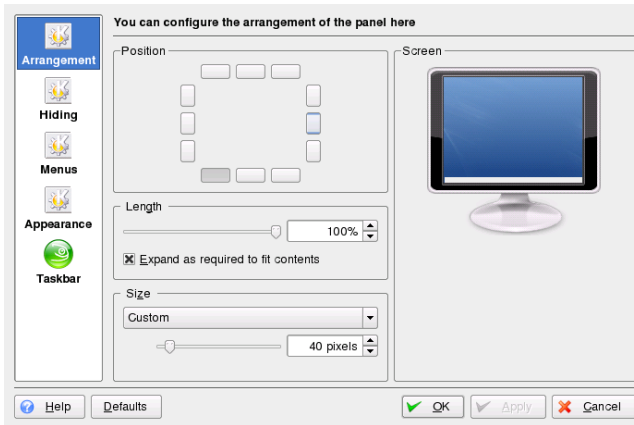 You can configure the arrangement of the panel here
Arrangement
Hiding
Menus
Appearance
Taskbar
Position
Screen
Length
100%
Expand as required to fit contents
Size
Custom
40 pixels
Help
Defaults
OK
Apply
Cancel